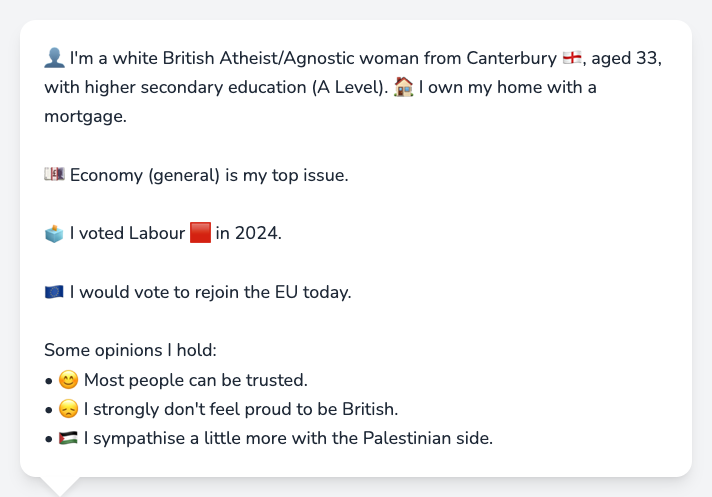 👤 I'm a white British Atheist/Agnostic woman from Canterbury 🏴󠁧󠁢󠁥󠁮󠁧󠁿, aged 33,
with higher secondary education (A Level). 🏠 I own my home with a
mortgage.
💷 Economy (general) is my top issue.
🗳️ I voted Labour 🟥 in 2024.
🇪🇺 I would vote to rejoin the EU today.
Some opinions I hold:
• 😊 Most people can be trusted.
• 😞 I strongly don't feel proud to be British.
• 🇵🇸 I sympathise a little more with the Palestinian side.